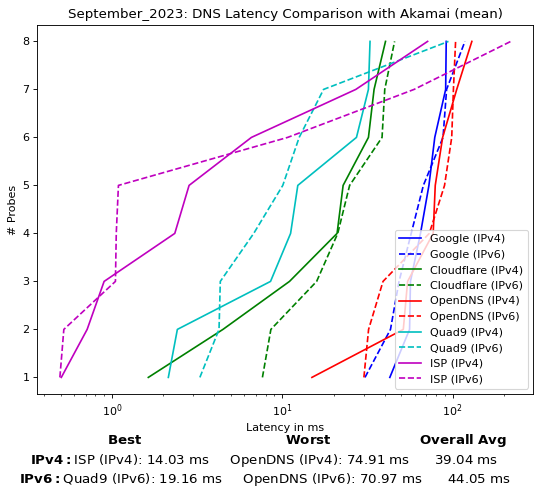 September_2023: DNS Latency Comparison with Akamai (mean)
8
7
6
5
4
3
2
1
# Probes
Google (IPv4)
Google (IPv6)
Cloudflare (IPv4)
Cloudflare (IPv6)
OpenDNS (IPv4)
OpenDNS (IPv6)
Quad9 (IPv4)
Quad9 (IPv6)
ISP (IPv4)
ISP (IPv6)
10⁰ 10¹ 10²
Latency in ms
Best Worst Overall Avg
IPv4: ISP (IPv4): 14.03 ms OpenDNS (IPv4): 74.91 ms 39.04 ms
IPv6: Quad9 (IPv6): 19.16 ms OpenDNS (IPv6): 70.97 ms 44.05 ms